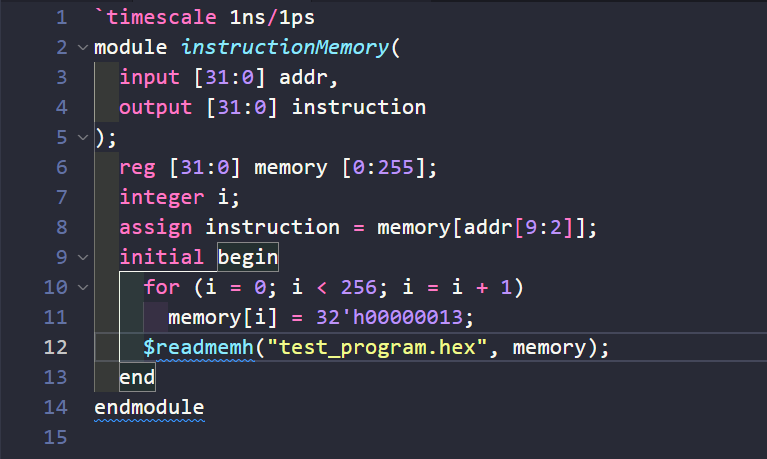 1 `timescale 1ns/1ps
2 module instructionMemory(
3 input [31:0] addr,
4 output [31:0] instruction
5 );
6 reg [31:0] memory [0:255];
7 integer i;
8 assign instruction = memory[addr[9:2]];
9 initial begin
10 for (i = 0; i < 256; i = i + 1)
11 memory[i] = 32'h00000013;
12 $readmemh("test_program.hex", memory);
13 end
14 endmodule
15